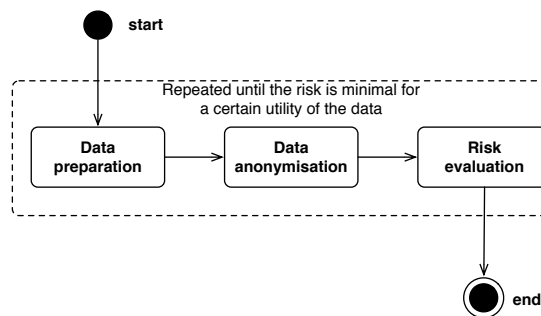 start
Repeated until the risk is minimal for
a certain utility of the data
Data
preparation
Data
anonymisation
Risk
evaluation
end